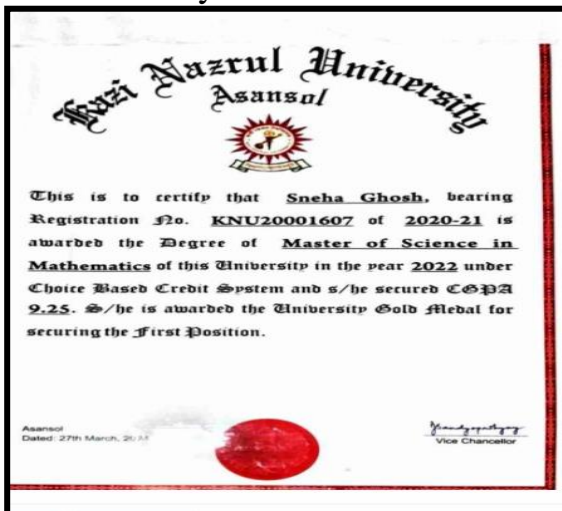 Kazi Nazrul University
Asansol
This is to certify that Sneha Ghosh, bearing
Registration No. KNU20001607 of 2020-21 is
awarded the Degree of Master of Science in
Mathematics of this University in the year 2022 under
Choice Based Credit System and s/he secured CGPA
9.25. S/he is awarded the University Gold Medal for
securing the First Position.
Asansol
Dated: 27th March,
Vice Chancellor